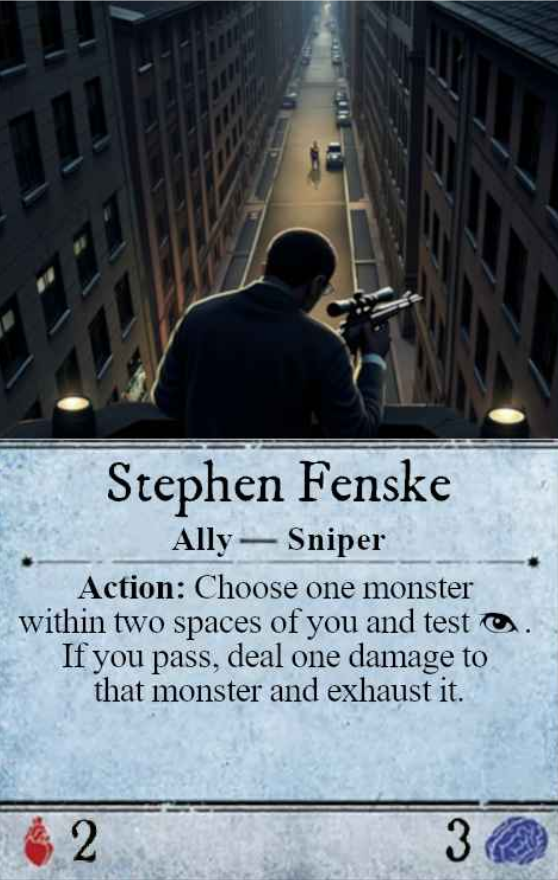 Stephen Fenske
Ally — Sniper
Action: Choose one monster
within two spaces of you and test .
If you pass, deal one damage to
that monster and exhaust it.
2
3